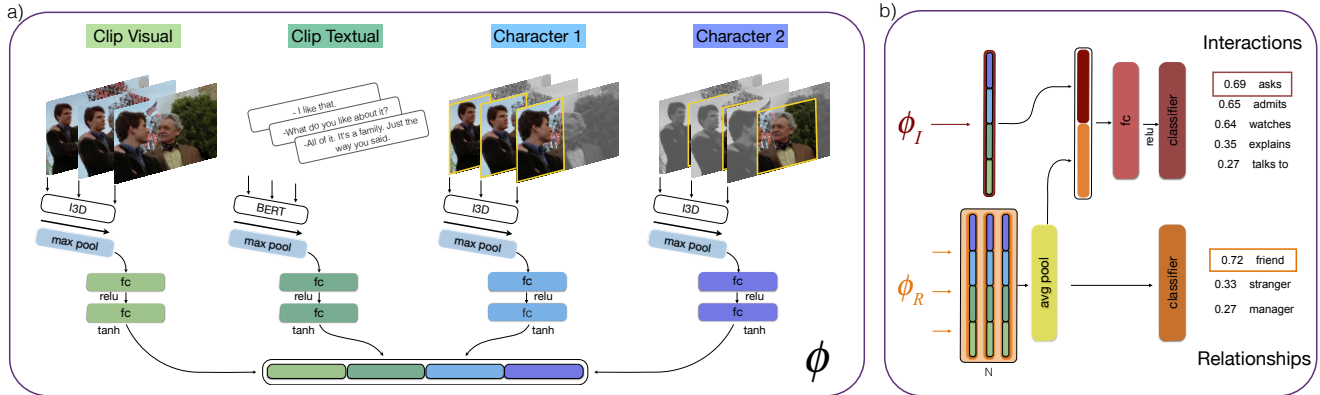 a)
Clip Visual
Clip Textual
Character 1
Character 2
- I like that.
-What do you like about it?
-All of it. It's a family. Just the
way you said.
I3D
BERT
I3D
I3D
max pool
max pool
max pool
max pool
fc
fc
fc
fc
relu
relu
relu
relu
fc
fc
fc
fc
tanh
tanh
tanh
tanh
ϕ
b)
Interactions
ϕ_I
fc
relu
classifier
0.69 asks
0.65 admits
0.64 watches
0.35 explains
0.27 talks to
ϕ_R
N
avg pool
classifier
0.72 friend
0.33 stranger
0.27 manager
Relationships